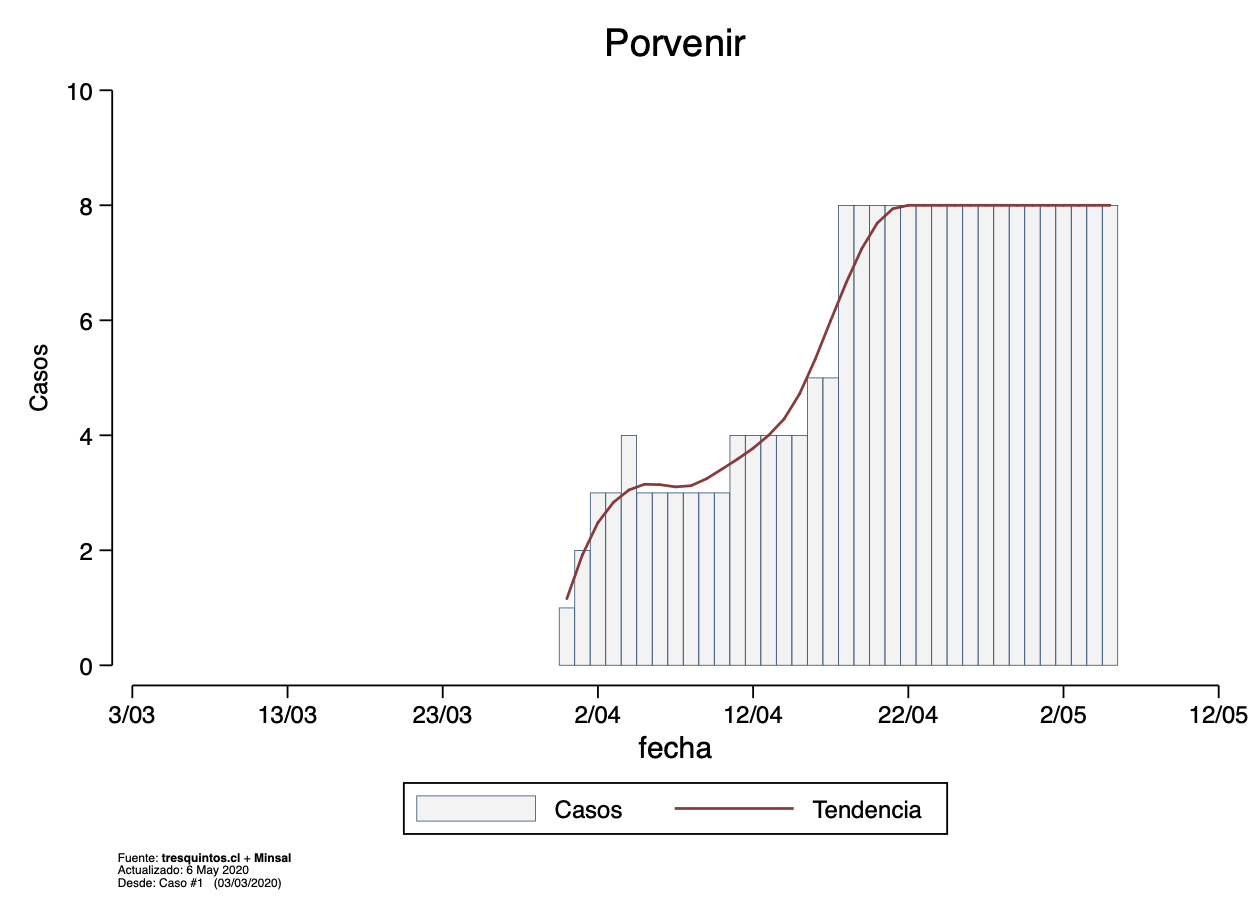 Porvenir
10
8
6
4
2
0
Casos
3/03 13/03 23/03 2/04 12/04 22/04 2/05 12/05
fecha
Casos Tendencia
Fuente: tresquintos.cl + Minsal
Actualizado: 6 May 2020
Desde: Caso #1 (03/03/2020)